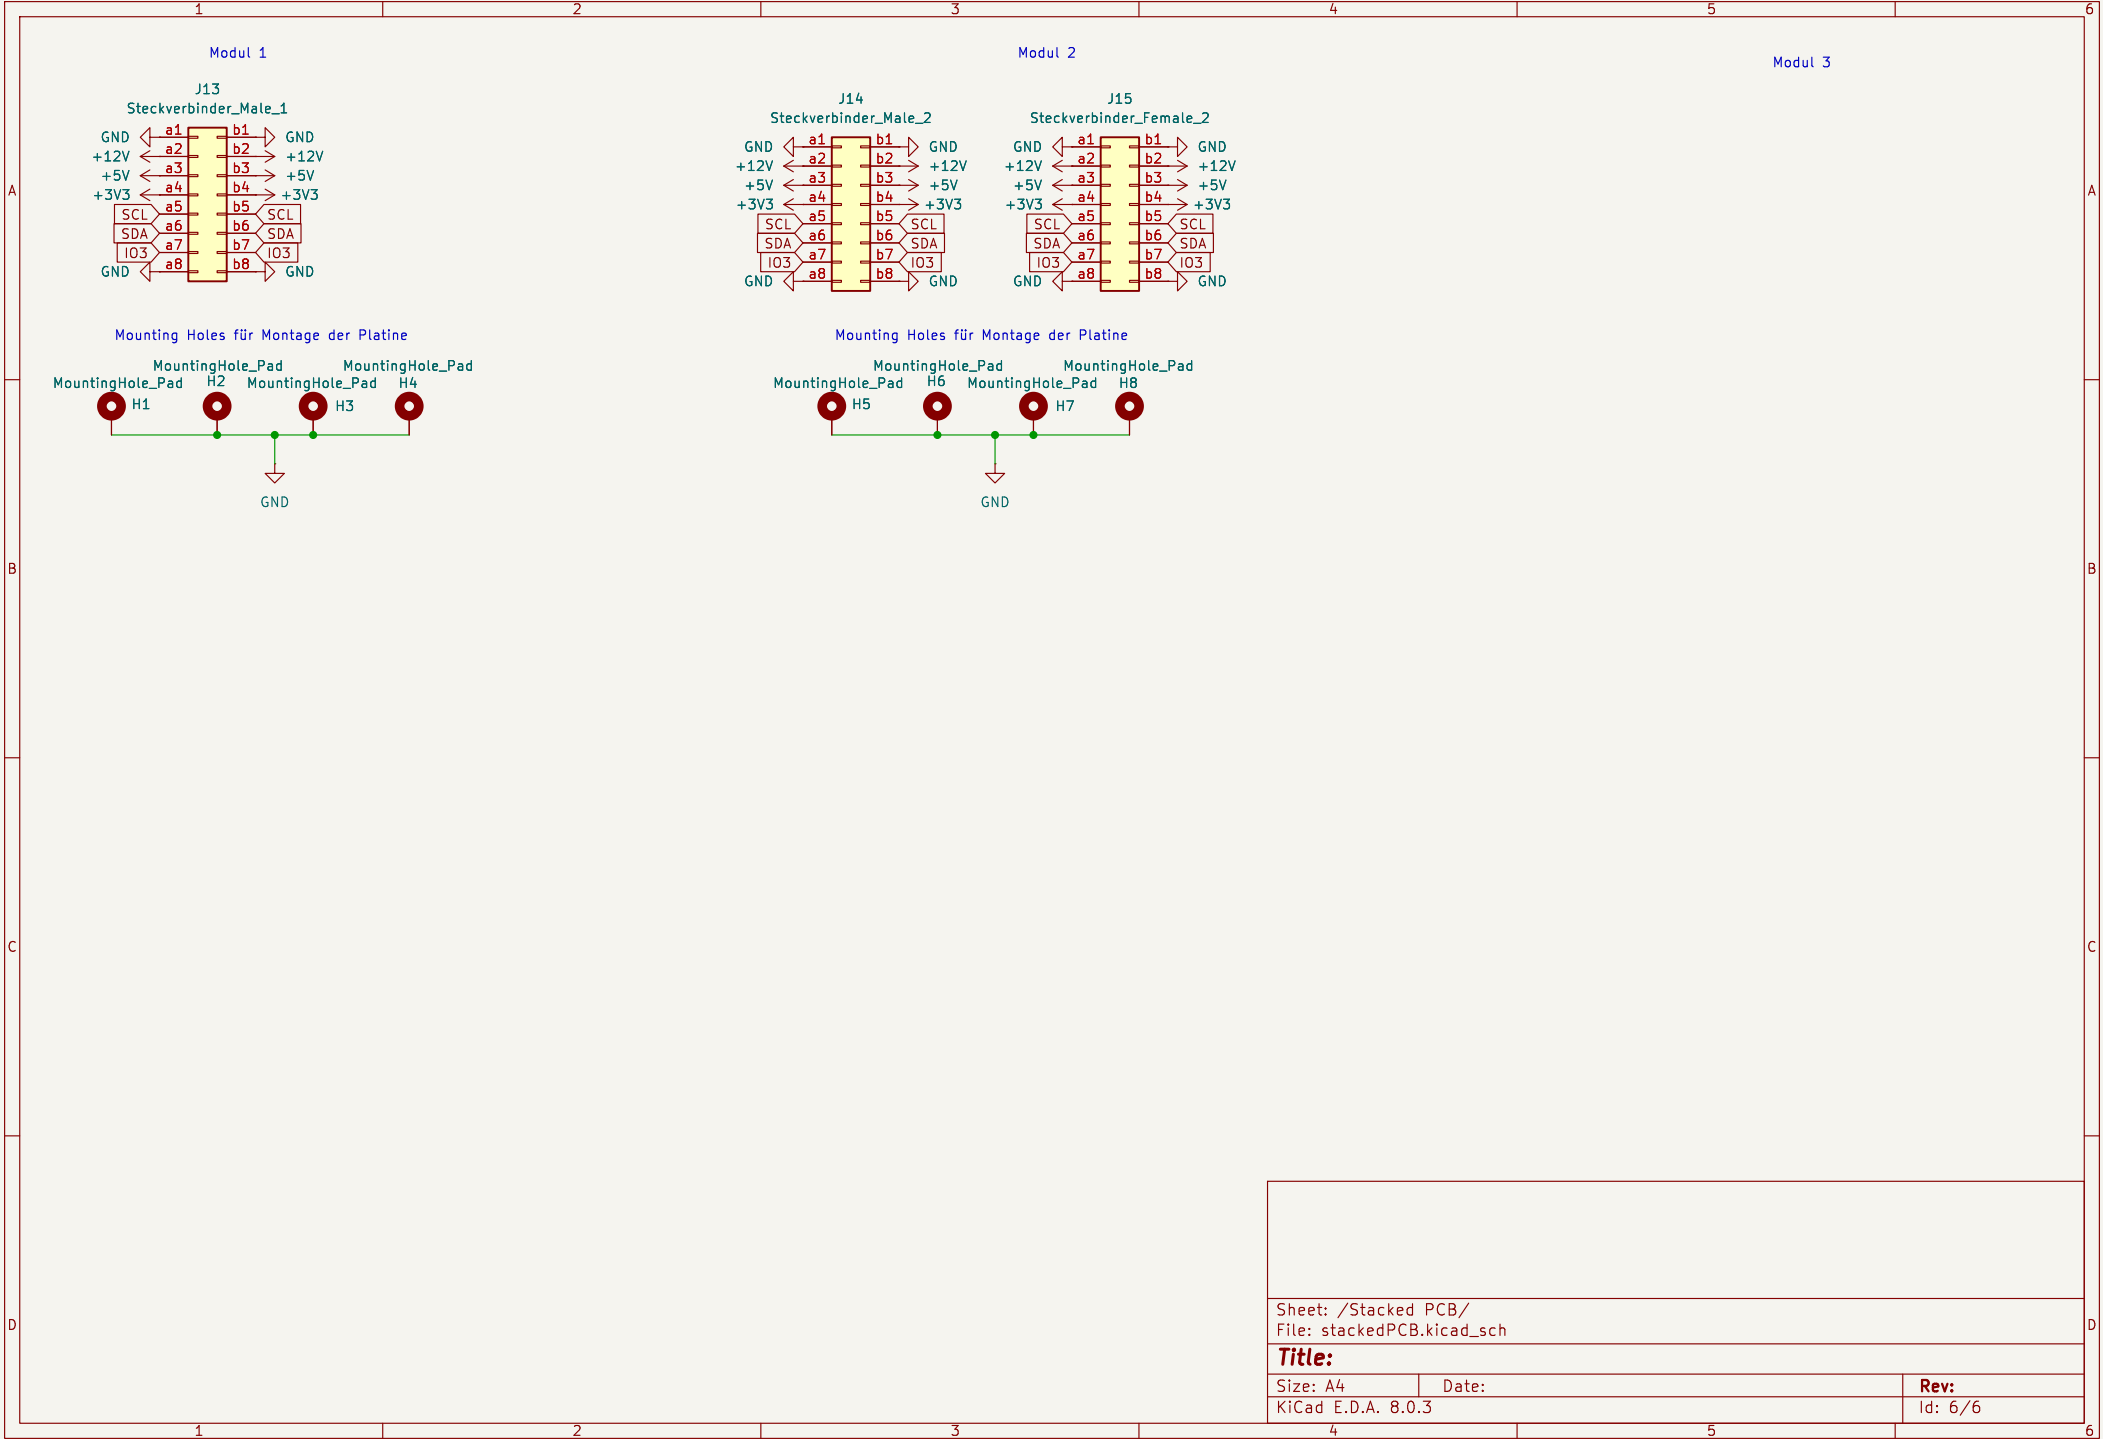 1 2 3 4 5 6
Modul 1
Modul 2
Modul 3
J13
Steckverbinder_Male_1
GND a1 b1 GND
+12V a2 b2 +12V
+5V a3 b3 +5V
+3V3 a4 b4 +3V3
SCL a5 b5 SCL
SDA a6 b6 SDA
IO3 a7 b7 IO3
GND a8 b8 GND
J14
Steckverbinder_Male_2
GND a1 b1 GND
+12V a2 b2 +12V
+5V a3 b3 +5V
+3V3 a4 b4 +3V3
SCL a5 b5 SCL
SDA a6 b6 SDA
IO3 a7 b7 IO3
GND a8 b8 GND
J15
Steckverbinder_Female_2
GND a1 b1 GND
+12V a2 b2 +12V
+5V a3 b3 +5V
+3V3 a4 b4 +3V3
SCL a5 b5 SCL
SDA a6 b6 SDA
IO3 a7 b7 IO3
GND a8 b8 GND
A A
Mounting Holes für Montage der Platine
MountingHole_Pad
H1
MountingHole_Pad
H2
MountingHole_Pad
H3
MountingHole_Pad
H4
GND
Mounting Holes für Montage der Platine
MountingHole_Pad
H5
MountingHole_Pad
H6
MountingHole_Pad
H7
MountingHole_Pad
H8
GND
B B
C C
D D
Sheet: /Stacked PCB/
File: stackedPCB.kicad_sch
Title:
Size: A4 Date: Rev:
KiCad E.D.A. 8.0.3 Id: 6/6
1 2 3 4 5 6